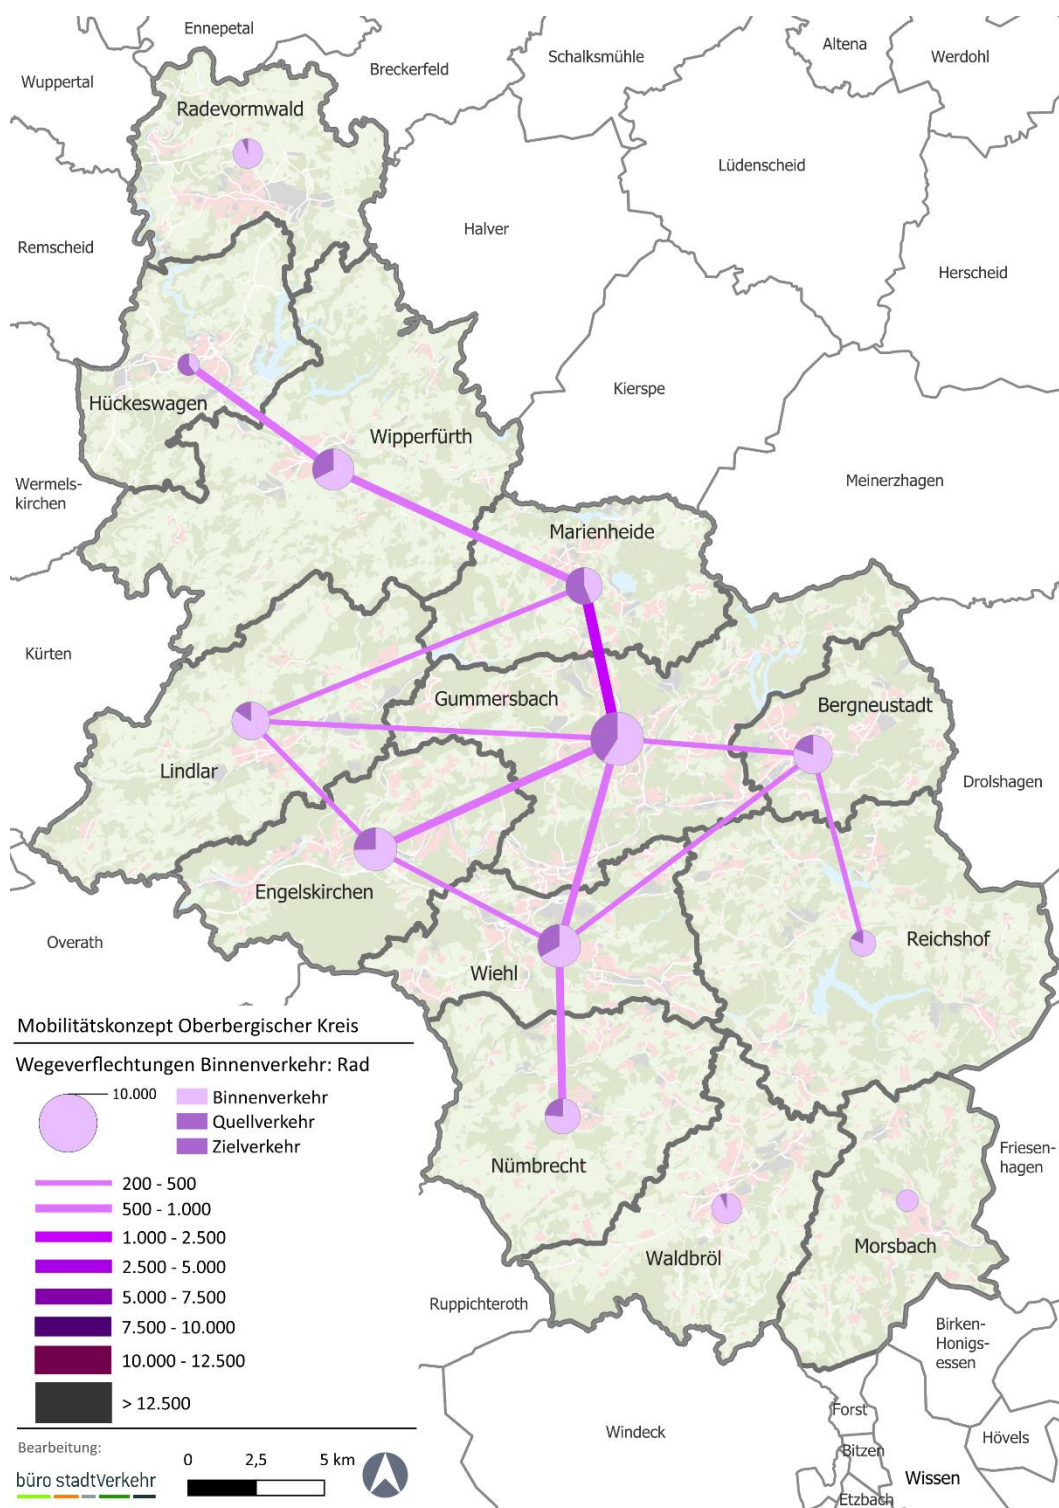 Ennepetal
Altena
Schalksmühle
Werdohl
Breckerfeld
Wuppertal
Radevormwald
Lüdenscheid
Halver
Remscheid
Herscheid
Kierspe
Hückeswagen
Wipperfürth
Meinerzhagen
Wermels-
kirchen
Marienheide
Kürten
Gummersbach
Bergneustadt
Lindlar
Drolshagen
Engelskirchen
Reichshof
Overath
Wiehl
Nümbrecht
Friesen-
hagen
Waldbröl
Morsbach
Ruppichteroth
Birken-
Honigs-
essen
Forst
Windeck
Hövels
Bitzen
Wissen
Etzbach
Mobilitätskonzept Oberbergischer Kreis
Wegeverflechtungen Binnenverkehr: Rad
10.000
Binnenverkehr
Quellverkehr
Zielverkehr
200 - 500
500 - 1.000
1.000 - 2.500
2.500 - 5.000
5.000 - 7.500
7.500 - 10.000
10.000 - 12.500
> 12.500
Bearbeitung:
büro stadtVerkehr
0 2,5 5 km